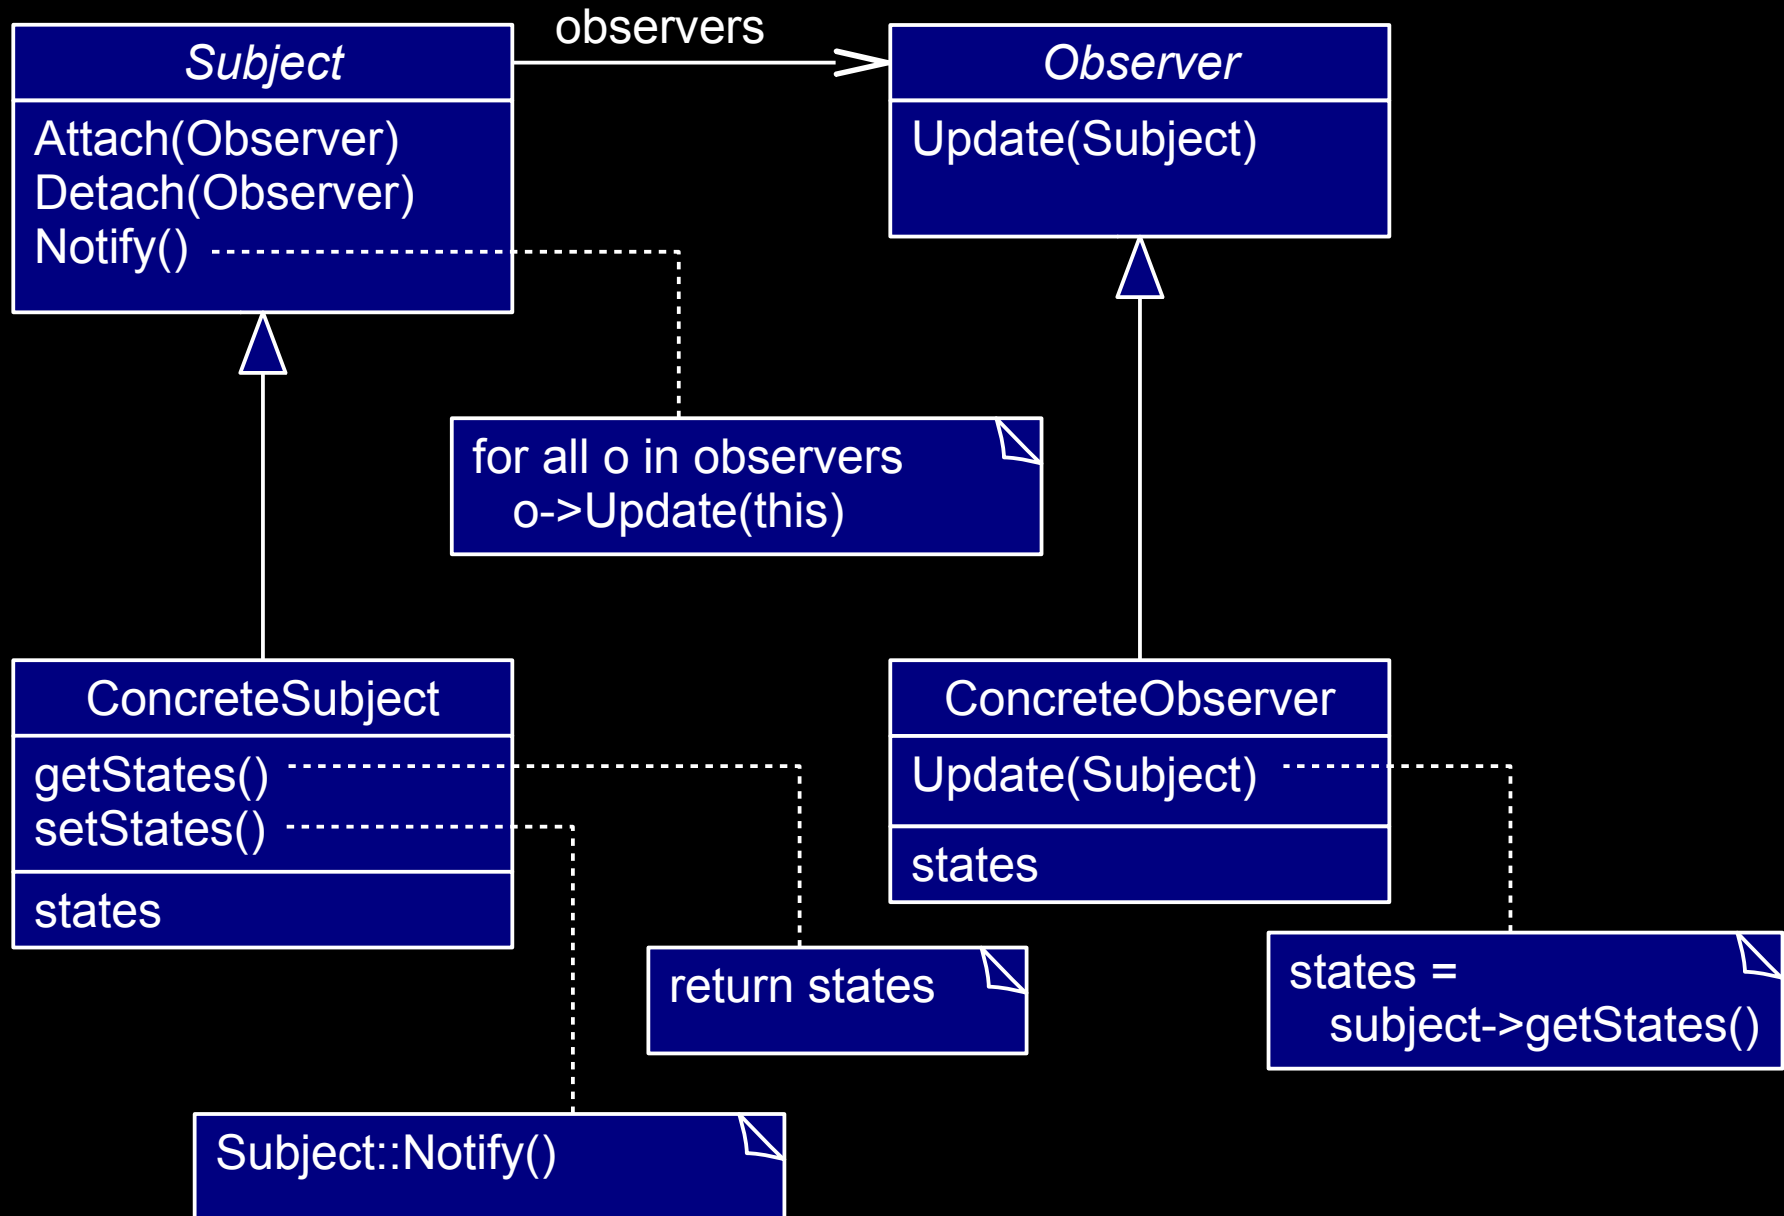 observers
Subject
Attach(Observer)
Detach(Observer)
Notify()
Observer
Update(Subject)
for all o in observers
o->Update(this)
ConcreteSubject
getStates()
setStates()
states
ConcreteObserver
Update(Subject)
states
return states
states =
subject->getStates()
Subject::Notify()